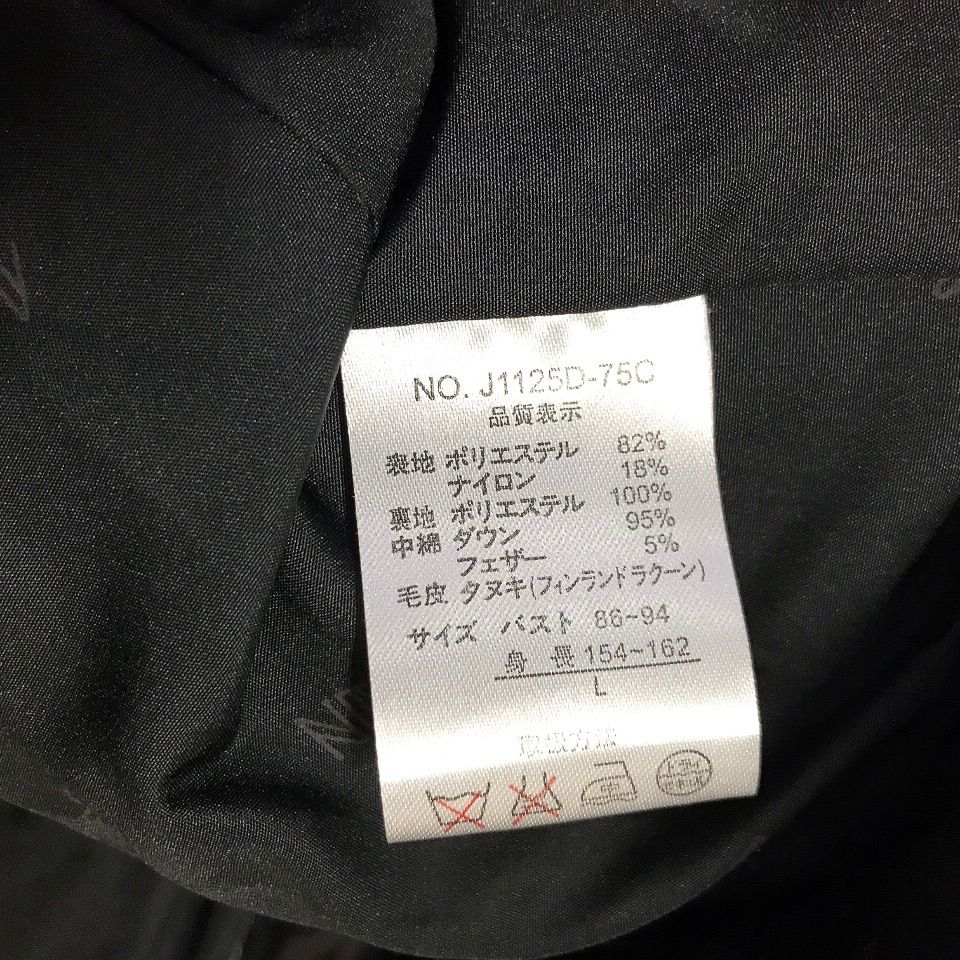 NO. J1125D-75C
品質表示
表地 ポリエステル 82%
ナイロン 18%
裏地 ポリエステル 100%
中綿 ダウン 95%
フェザー 5%
毛皮 タヌキ(フィンランドラクーン)
サイズ バスト 86~94
身 長 154~162
L
取扱方法
ドライ